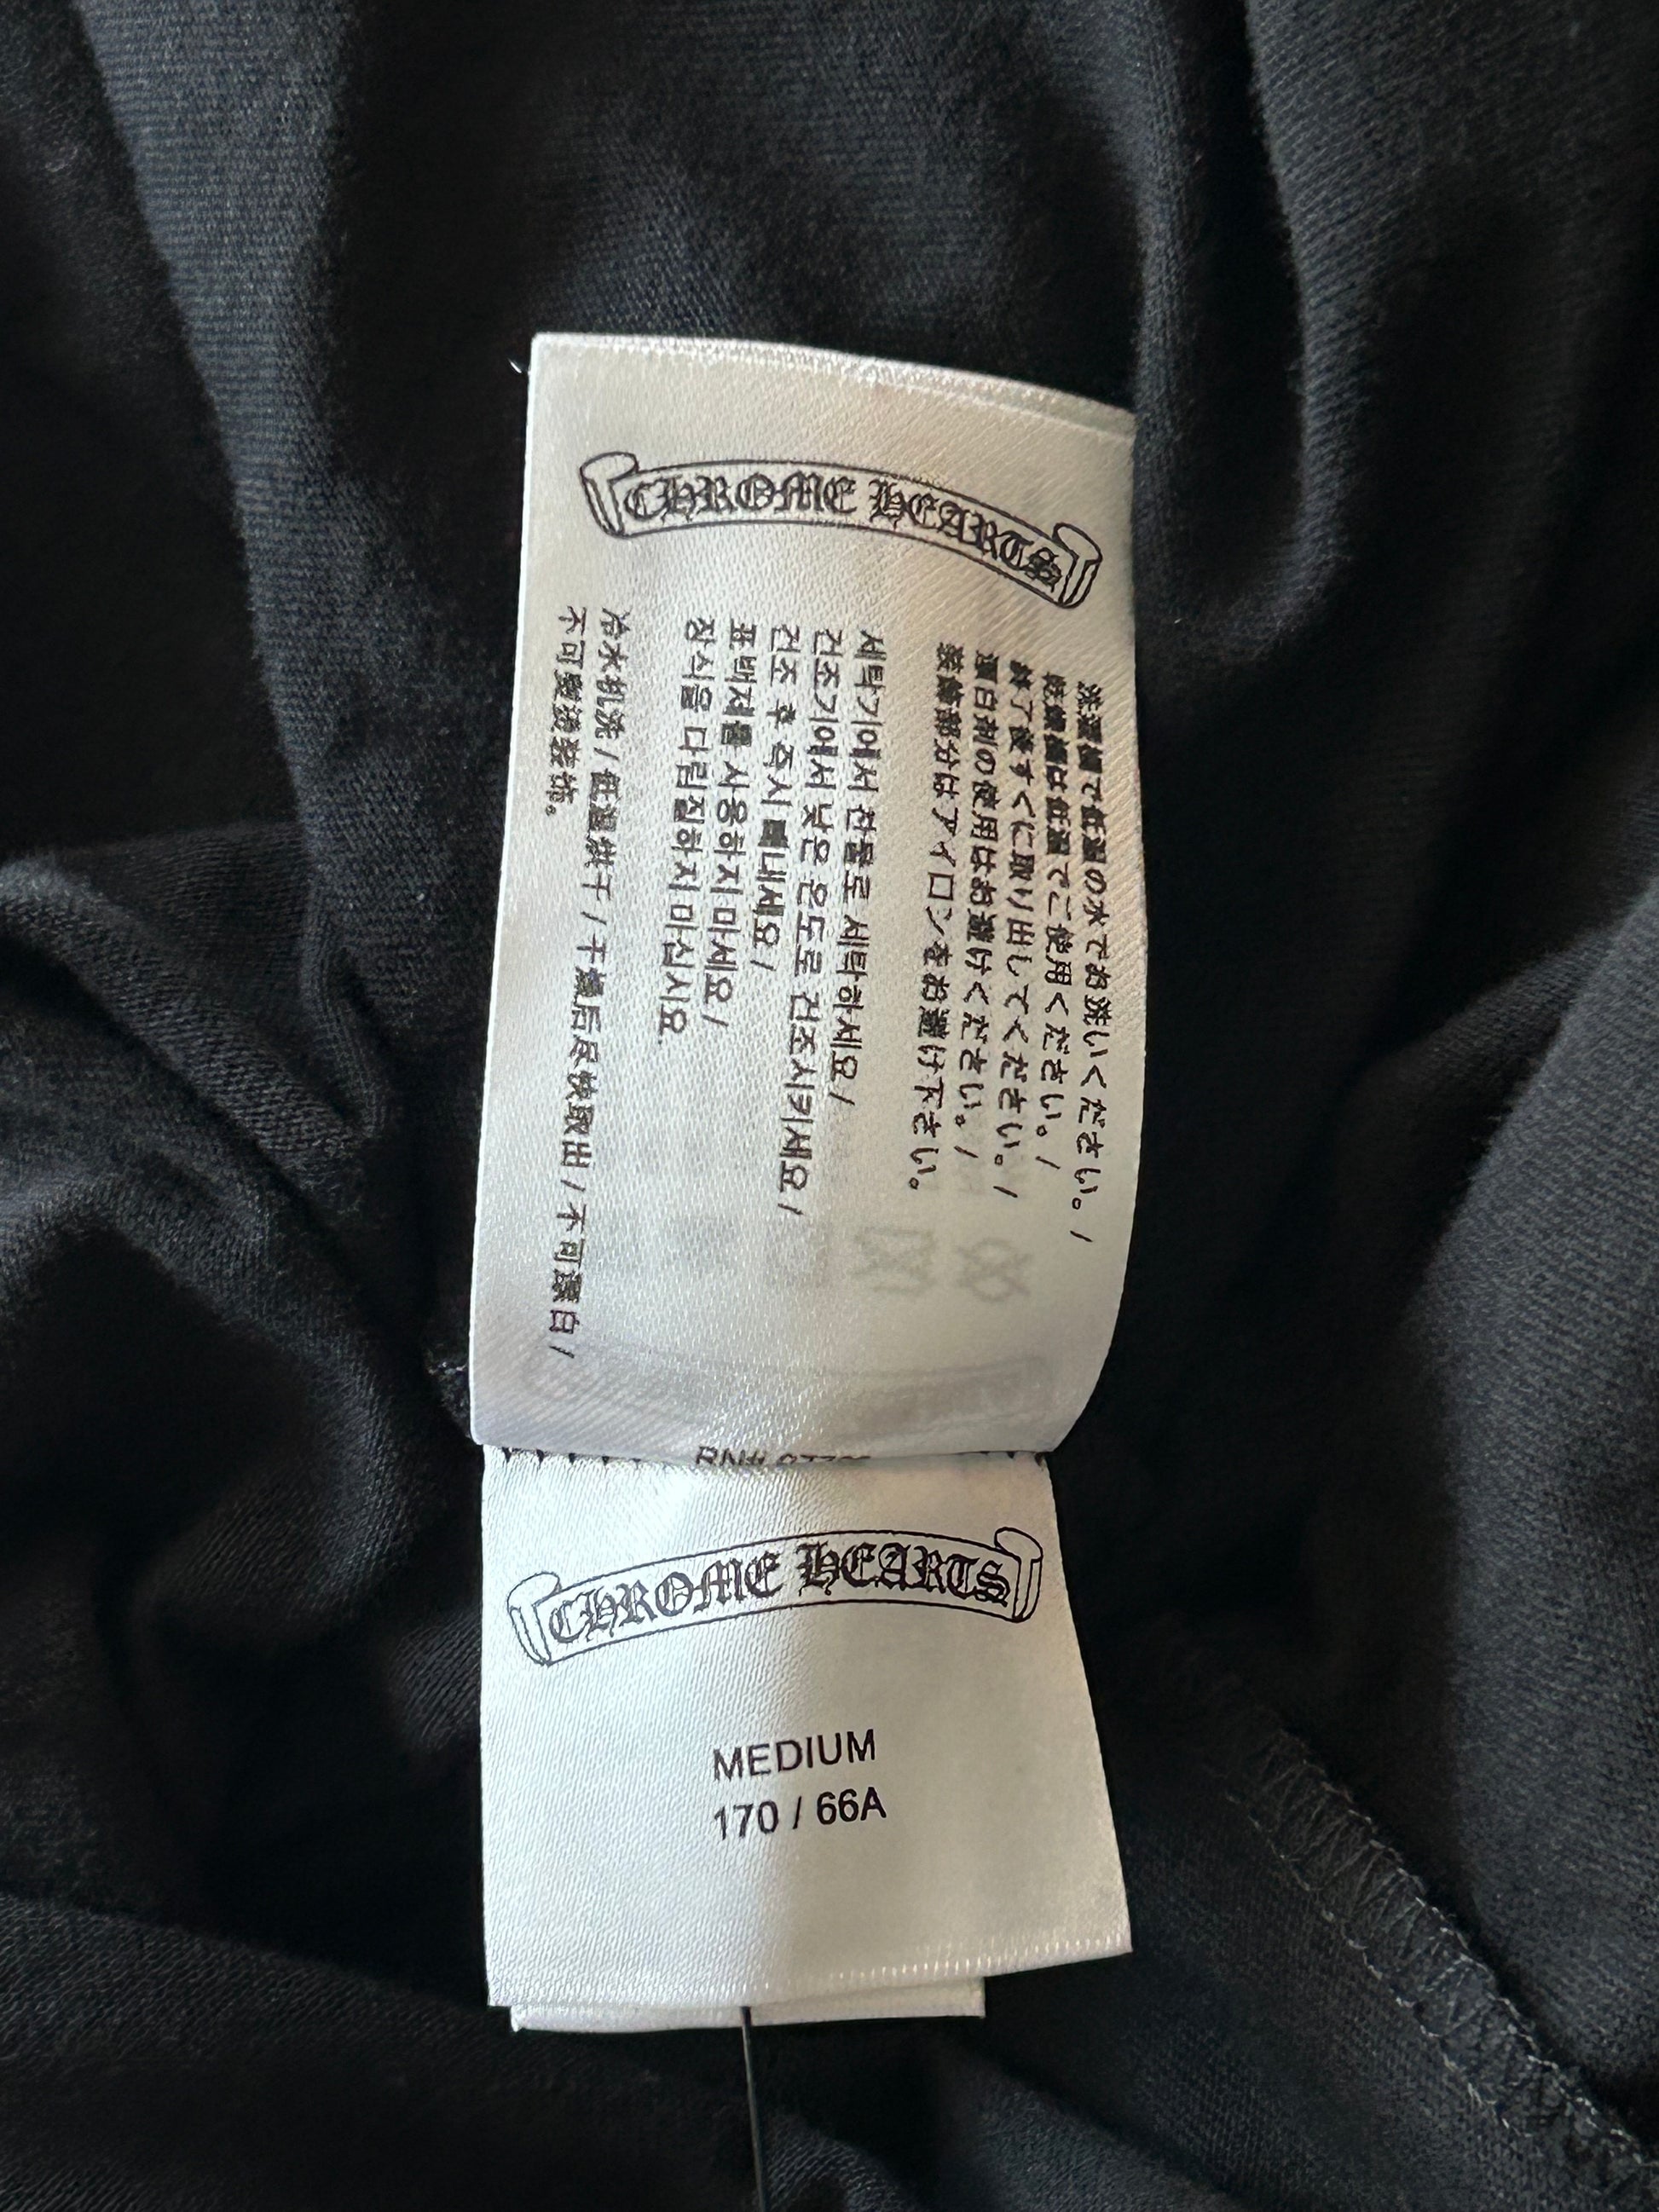 CHROME HEARTS
洗濯機で低温の水でお洗いください。/
乾燥機は低温でご使用ください。/
終了後すぐに取り出してください。/
漂白剤の使用はお避けください。/
装飾部分はアイロンをお避け下さい。
세탁기에서 찬물로 세탁하세요 /
건조기에서 낮은 온도로 건조시키세요 /
건조 후 즉시 빼내세요 /
표백제를 사용하지 마세요 /
장식을 다림질하지 마십시요
冷水机洗 / 低温烘干 / 干燥后尽快取出 / 不可漂白 /
不可熨烫装饰。
RN#
CHROME HEARTS
MEDIUM
170 / 66A